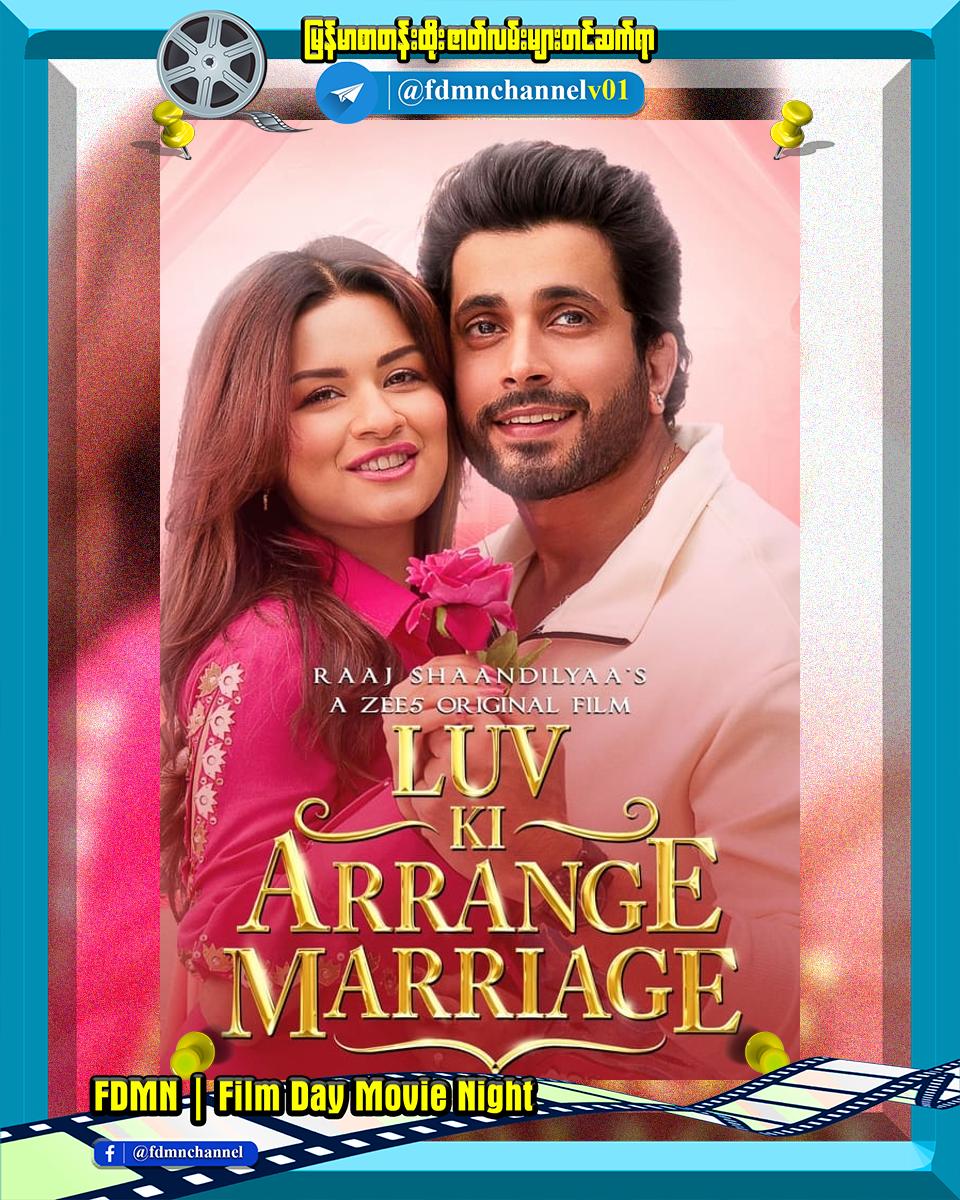 မြန်မာစာတန်းထိုးဇာတ်လမ်းများတင်ဆက်ရာ
@fdmnchannelv01
RAAJ SHAANDILYAA'S
A ZEE5 ORIGINAL FILM
LUV
KI
ARRANGE
MARRIAGE
FDMN | Film Day Movie Night
f @fdmnchannel